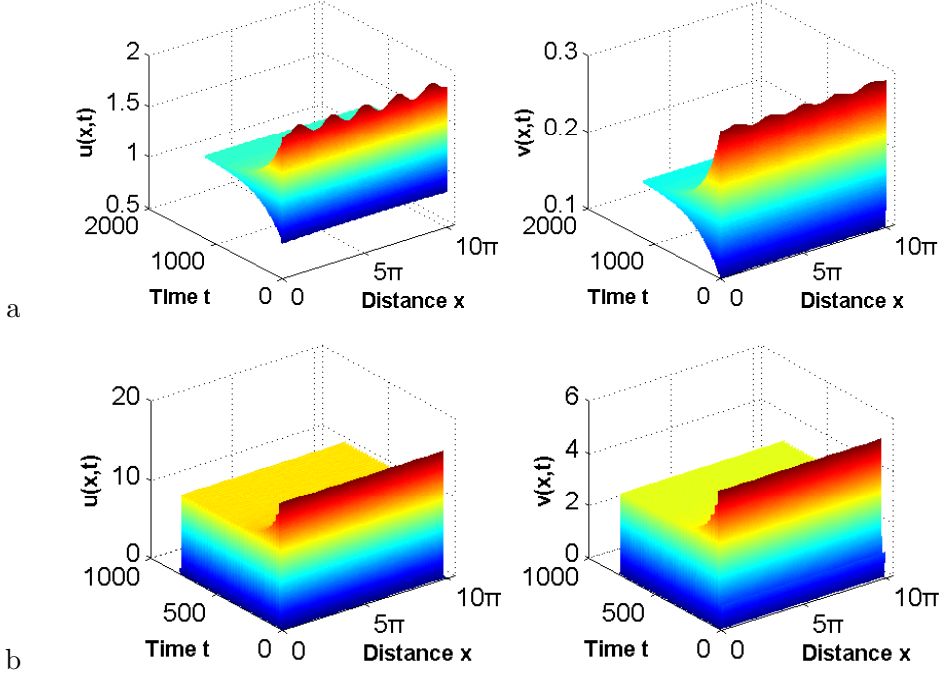 a
u(x,t)
2
1.5
1
0.5
2000
1000
0
TIme t
0
5π
10π
Distance x
v(x,t)
0.3
0.2
0.1
2000
1000
0
TIme t
0
5π
10π
Distance x
b
u(x,t)
20
10
0
1000
500
0
Time t
0
5π
10π
Distance x
v(x,t)
6
4
2
0
1000
500
0
Time t
0
5π
10π
Distance x